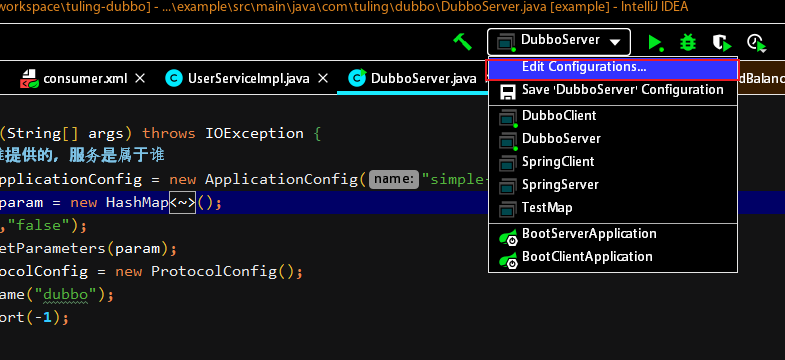 workspace\tuling-dubbo] - ...\example\src\main\java\com\tuling\dubbo\DubboServer.java [example] - IntelliJ IDEA
DubboServer
consumer.xml
UserServiceImpl.java
DubboServer.java
dBalanc
Edit Configurations...
Save 'DubboServer' Configuration
DubboClient
DubboServer
SpringClient
SpringServer
TestMap
BootServerApplication
BootClientApplication
(String[] args) throws IOException {
提供的，服务是属于谁
pplicationConfig = new ApplicationConfig( name: "simple-
param = new HashMap<~>();
,"false");
etParameters(param);
ocolConfig = new ProtocolConfig();
ame("dubbo");
ort(-1);